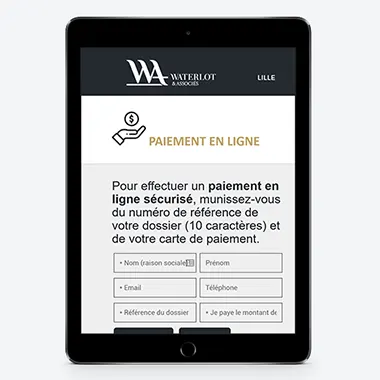 WA WATERLOT
& ASSOCIÉS
LILLE
$
PAIEMENT EN LIGNE
Pour effectuer un paiement en
ligne sécurisé, munissez-vous
du numéro de référence de
votre dossier (10 caractères) et
de votre carte de paiement.
• Nom (raison sociale Prénom
• Email Téléphone
• Référence du dossier • Je paye le montant de